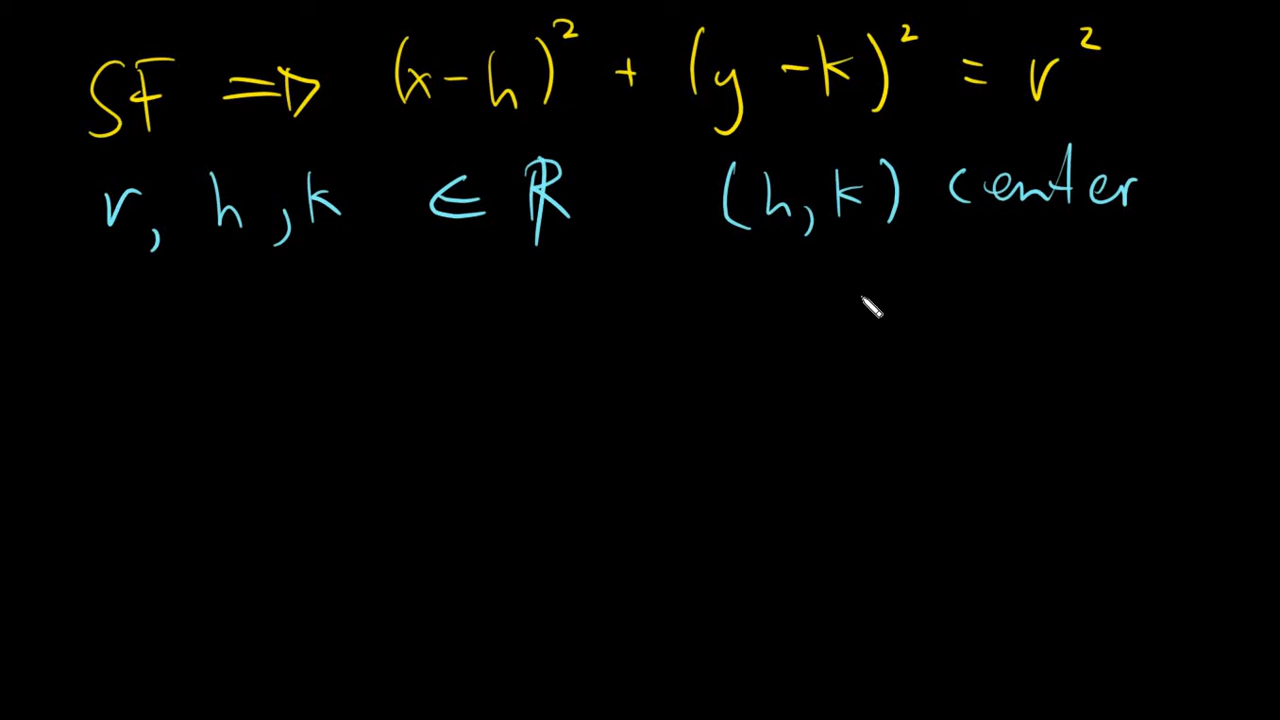 SF ⇒ (x-h)² + (y-k)² = r²
r, h, k ∈ ℝ (h, k) center